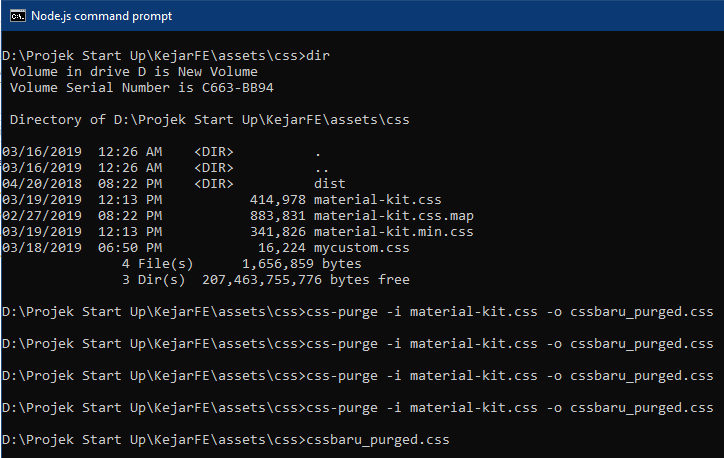 Node.js command prompt
D:\Projek Start Up\KejarFE\assets\css>dir
 Volume in drive D is New Volume
 Volume Serial Number is C663-BB94
 Directory of D:\Projek Start Up\KejarFE\assets\css
03/16/2019  12:26 AM    <DIR>          .
03/16/2019  12:26 AM    <DIR>          ..
04/20/2018  08:22 PM    <DIR>          dist
03/19/2019  12:13 PM           414,978 material-kit.css
02/27/2019  08:22 PM           883,831 material-kit.css.map
03/19/2019  12:13 PM           341,826 material-kit.min.css
03/18/2019  06:50 PM            16,224 mycustom.css
               4 File(s)      1,656,859 bytes
               3 Dir(s)  207,463,755,776 bytes free
D:\Projek Start Up\KejarFE\assets\css>css-purge -i material-kit.css -o cssbaru_purged.css
D:\Projek Start Up\KejarFE\assets\css>css-purge -i material-kit.css -o cssbaru_purged.css
D:\Projek Start Up\KejarFE\assets\css>css-purge -i material-kit.css -o cssbaru_purged.css
D:\Projek Start Up\KejarFE\assets\css>css-purge -i material-kit.css -o cssbaru_purged.css
D:\Projek Start Up\KejarFE\assets\css>cssbaru_purged.css